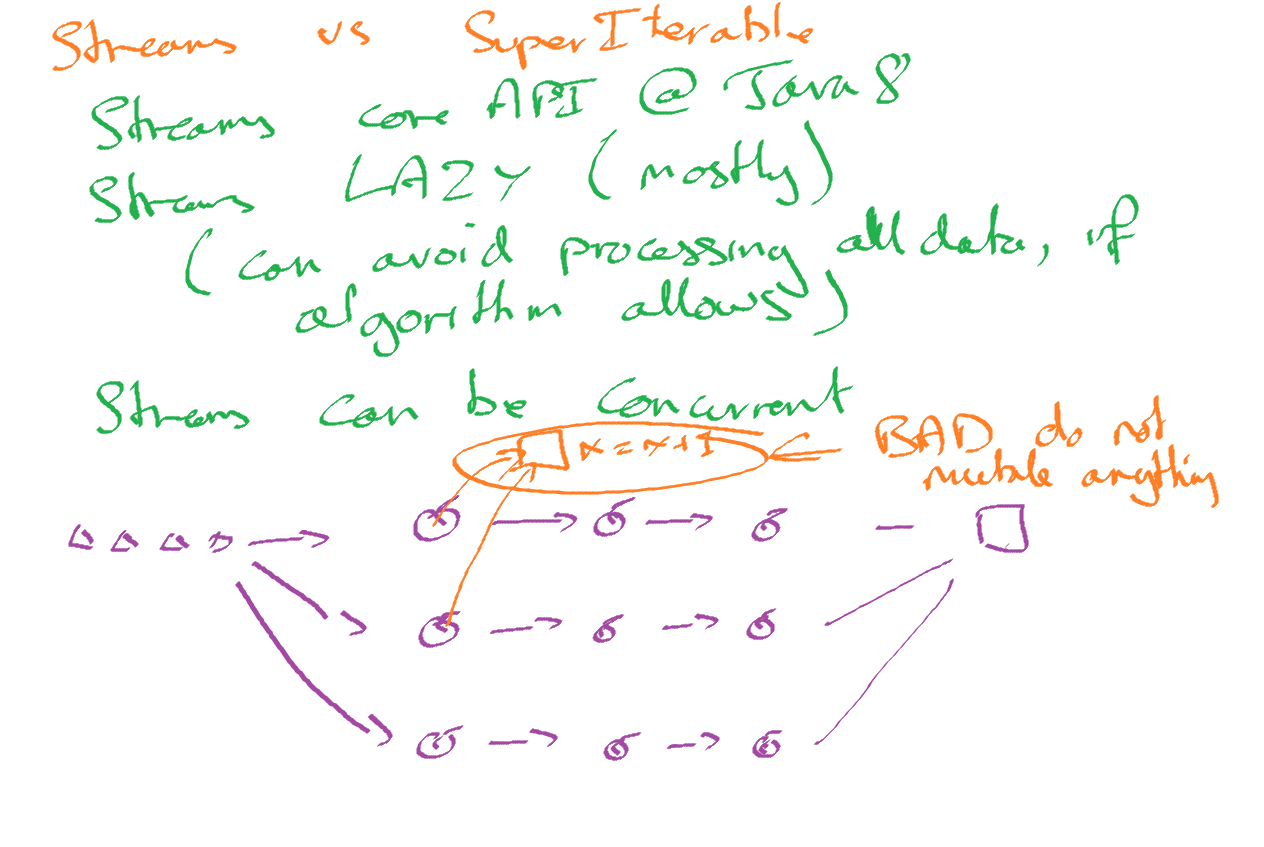 Streams vs SuperIterable
Streams core API @ Java 8
Streams LAZY (mostly)
(can avoid processing all data, if
algorithm allows)
Streams can be concurrent
x = x + 1
BAD do not
mutate anything